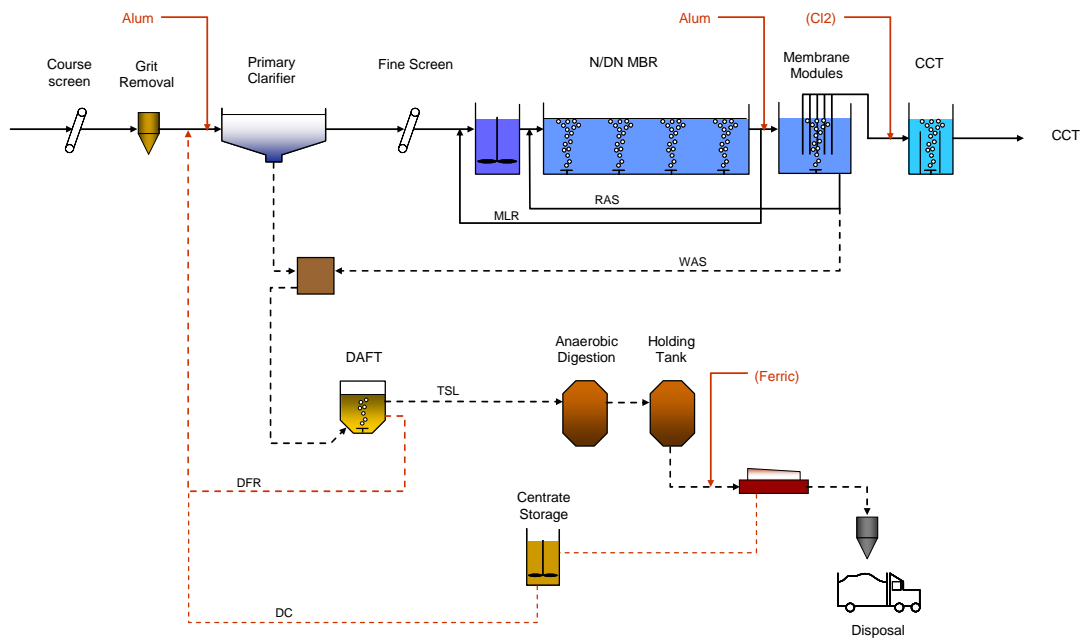 Alum
Alum
(Cl2)
Course
screen
Grit
Removal
Primary
Clarifier
Fine Screen
N/DN MBR
Membrane
Modules
CCT
CCT
RAS
MLR
WAS
DAFT
TSL
Anaerobic
Digestion
Holding
Tank
(Ferric)
DFR
Centrate
Storage
DC
Disposal